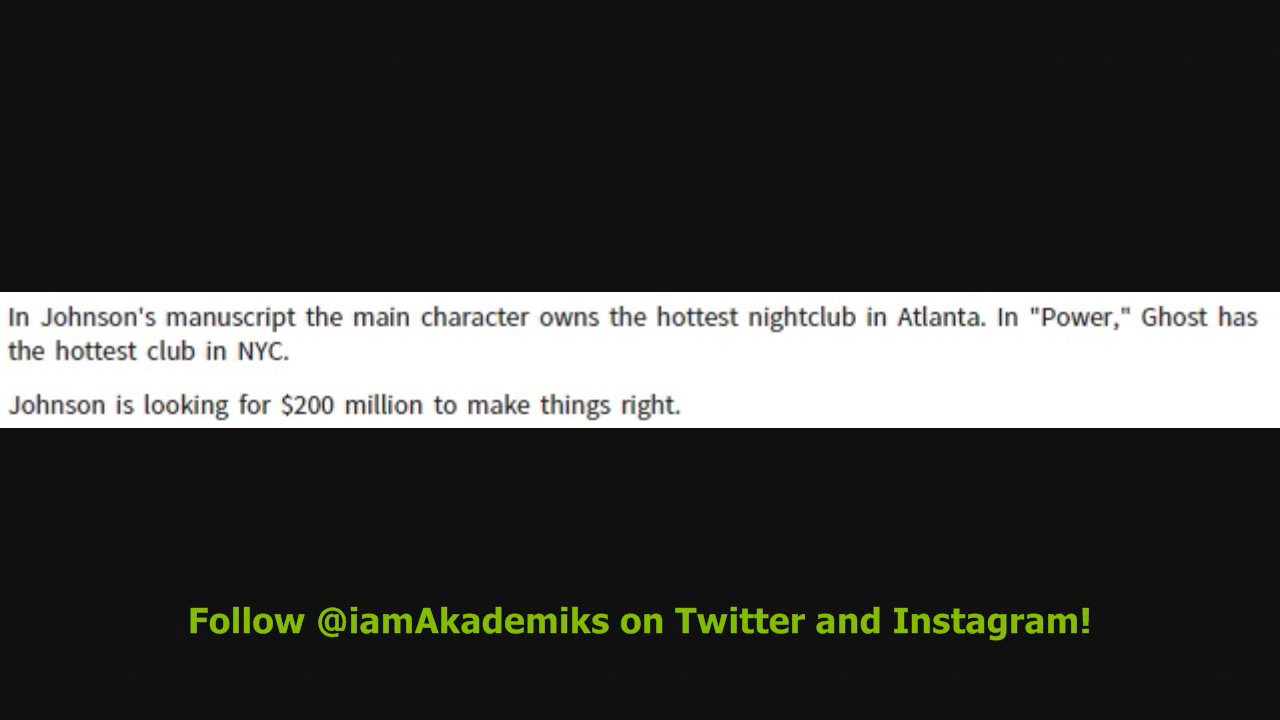 In Johnson's manuscript the main character owns the hottest nightclub in Atlanta. In "Power," Ghost has
the hottest club in NYC.
Johnson is looking for $200 million to make things right.
Follow @iamAkademiks on Twitter and Instagram!